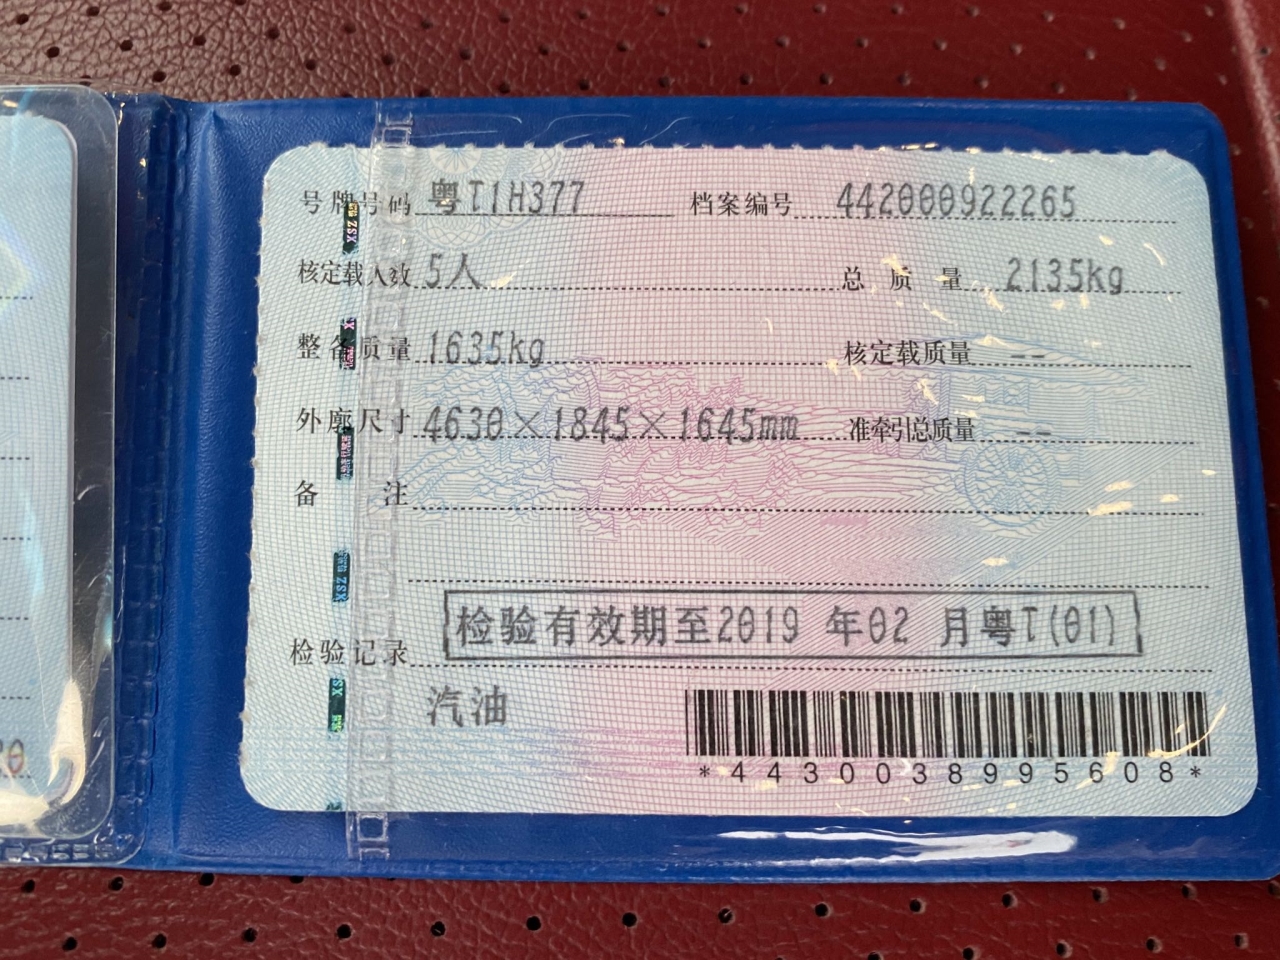 号牌号码 粤T1H377 档案编号 442000922265
核定载人数 5人 总质量 2135kg
整备质量 1635kg 核定载质量 --
外廓尺寸 4630×1845×1645mm 准牵引总质量 --
备注
检验记录 检验有效期至2019 年02 月粤T(01)
汽油
*4430038995608*
XSZ